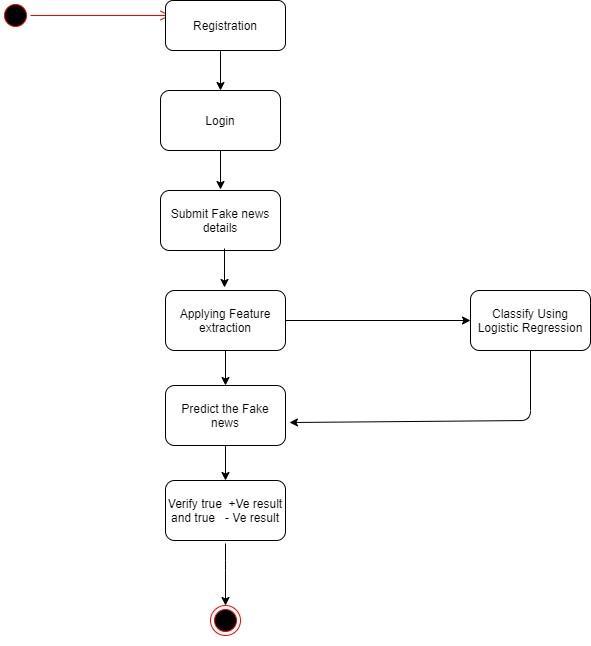 Registration
Login
Submit Fake news
details
Applying Feature
extraction
Classify Using
Logistic Regression
Predict the Fake
news
Verify true  +Ve result
and true   - Ve result